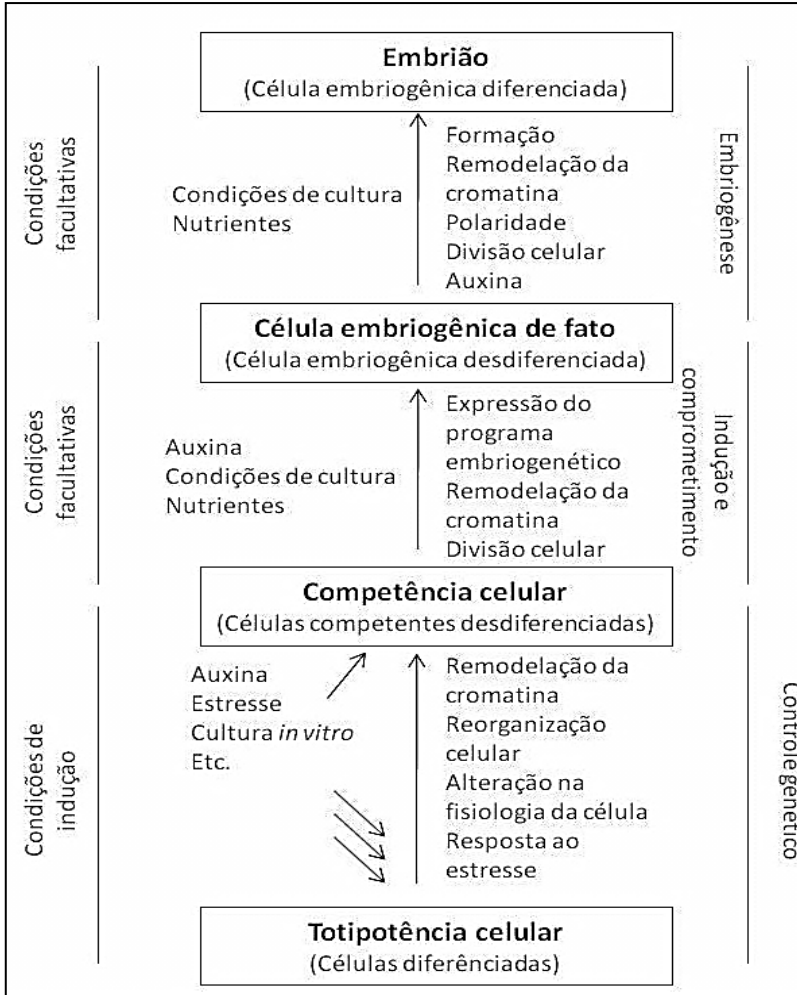 Embrião
(Célula embriogênica diferenciada)
Condições
facultativas
Condições de cultura
Nutrientes
Formação
Remodelação da
cromatina
Polaridade
Divisão celular
Auxina
Embriogênese
Célula embriogênica de fato
(Célula embriogênica desdiferenciada)
Condições
facultativas
Auxina
Condições de cultura
Nutrientes
Expressão do
programa
embriogenético
Remodelação da
cromatina
Divisão celular
Indução e
comprometimento
Competência celular
(Células competentes desdiferenciadas)
Condições de
indução
Auxina
Estresse
Cultura in vitro
Etc.
Remodelação da
cromatina
Reorganização
celular
Alteração na
fisiologia da célula
Resposta ao
estresse
Controle genetico
Totipotência celular
(Células diferênciadas)